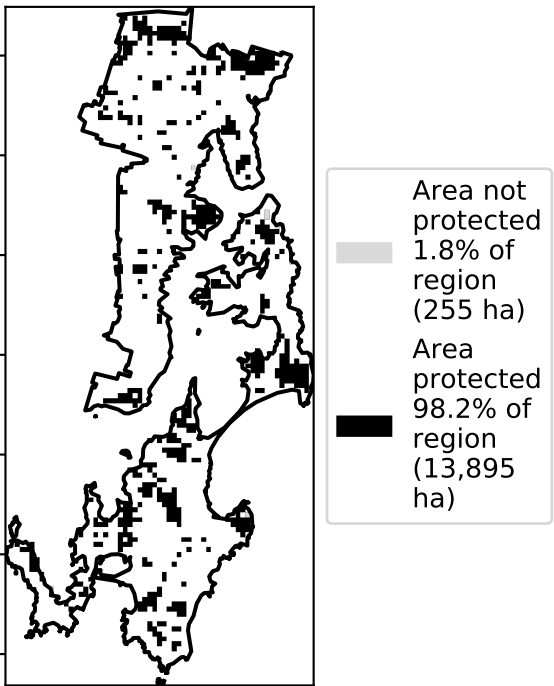 Area not
protected
1.8% of
region
(255 ha)
Area
protected
98.2% of
region
(13,895
ha)